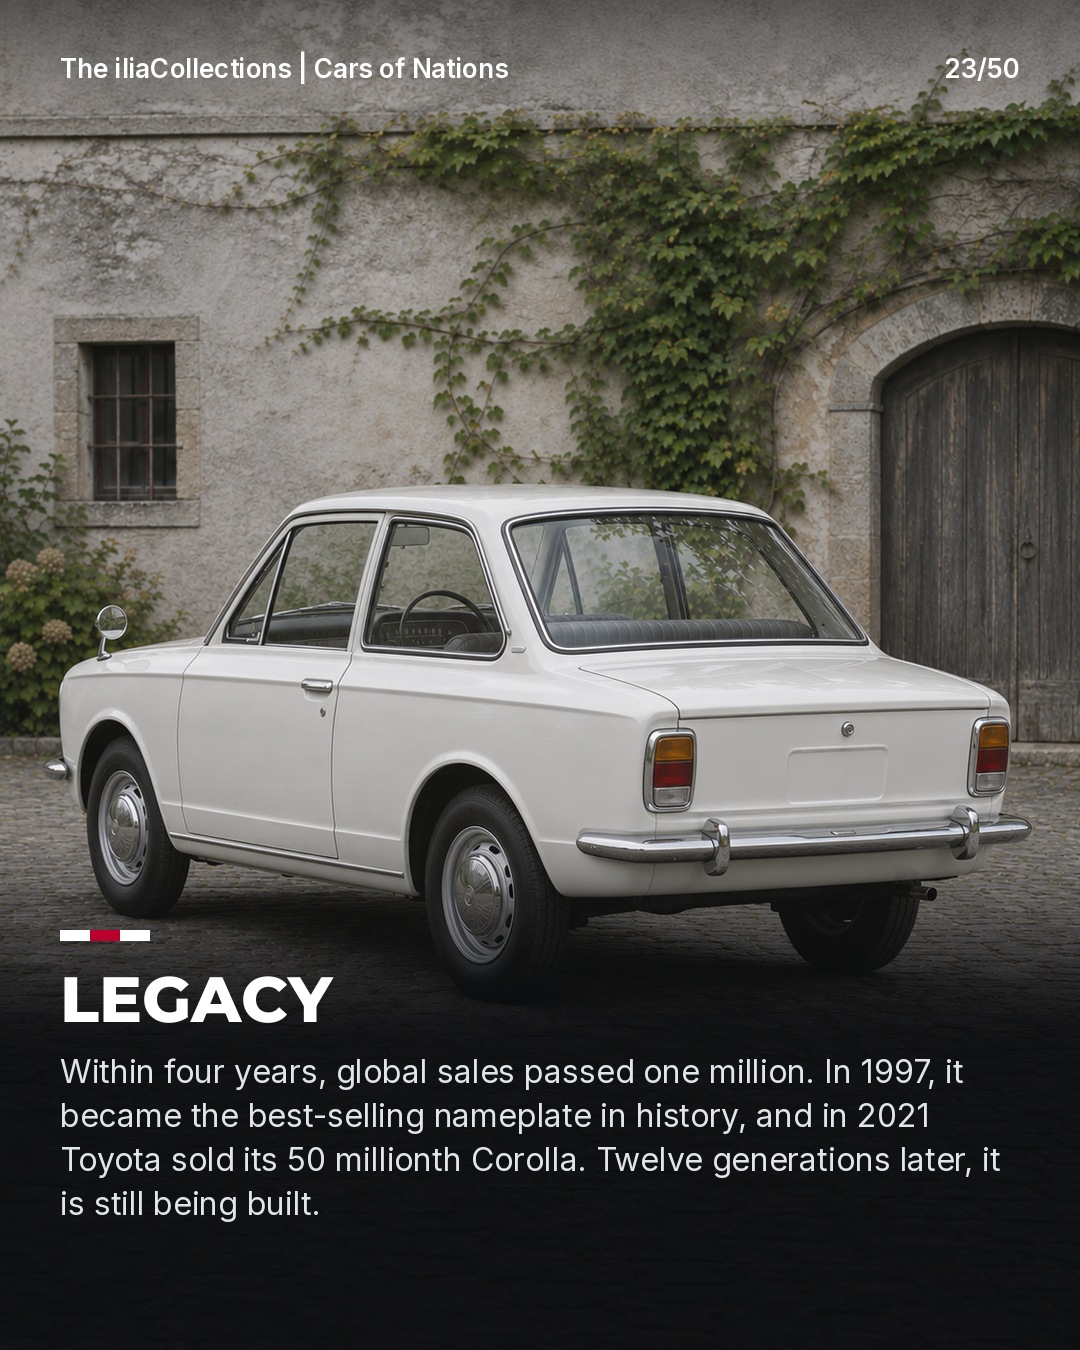 The iliaCollections | Cars of Nations
23/50
LEGACY
Within four years, global sales passed one million. In 1997, it
became the best-selling nameplate in history, and in 2021
Toyota sold its 50 millionth Corolla. Twelve generations later, it
is still being built.